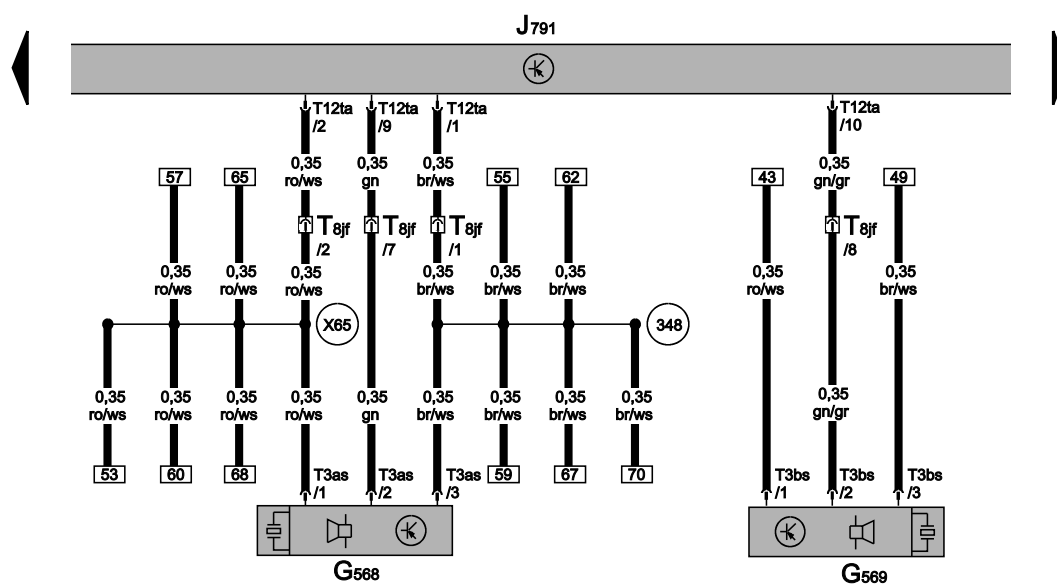 J791
T12ta T12ta T12ta T12ta
/2 /9 /1 /10
0,35 0,35 0,35 0,35
ro/ws gn br/ws gn/gr
57 65 55 62 43 49
T8jf T8jf T8jf T8jf
/2 /7 /1 /8
0,35 0,35 0,35 0,35 0,35 0,35 0,35 0,35
ro/ws ro/ws ro/ws br/ws br/ws br/ws ro/ws br/ws
X65 348
0,35 0,35 0,35 0,35 0,35 0,35 0,35 0,35 0,35 0,35
ro/ws ro/ws ro/ws ro/ws gn br/ws br/ws br/ws br/ws gn/gr
53 60 68 59 67 70
T3as T3as T3as T3bs T3bs T3bs
/1 /2 /3 /1 /2 /3
G568 G569